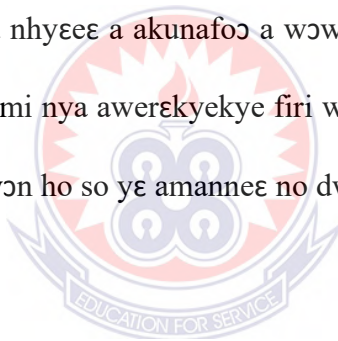 nhyɛeɛ a akunafoɔ a wɔw
mi nya awerɛkyekye firi w
ɔn ho so yɛ amanneɛ no dw
EDUCATION FOR SERVICE